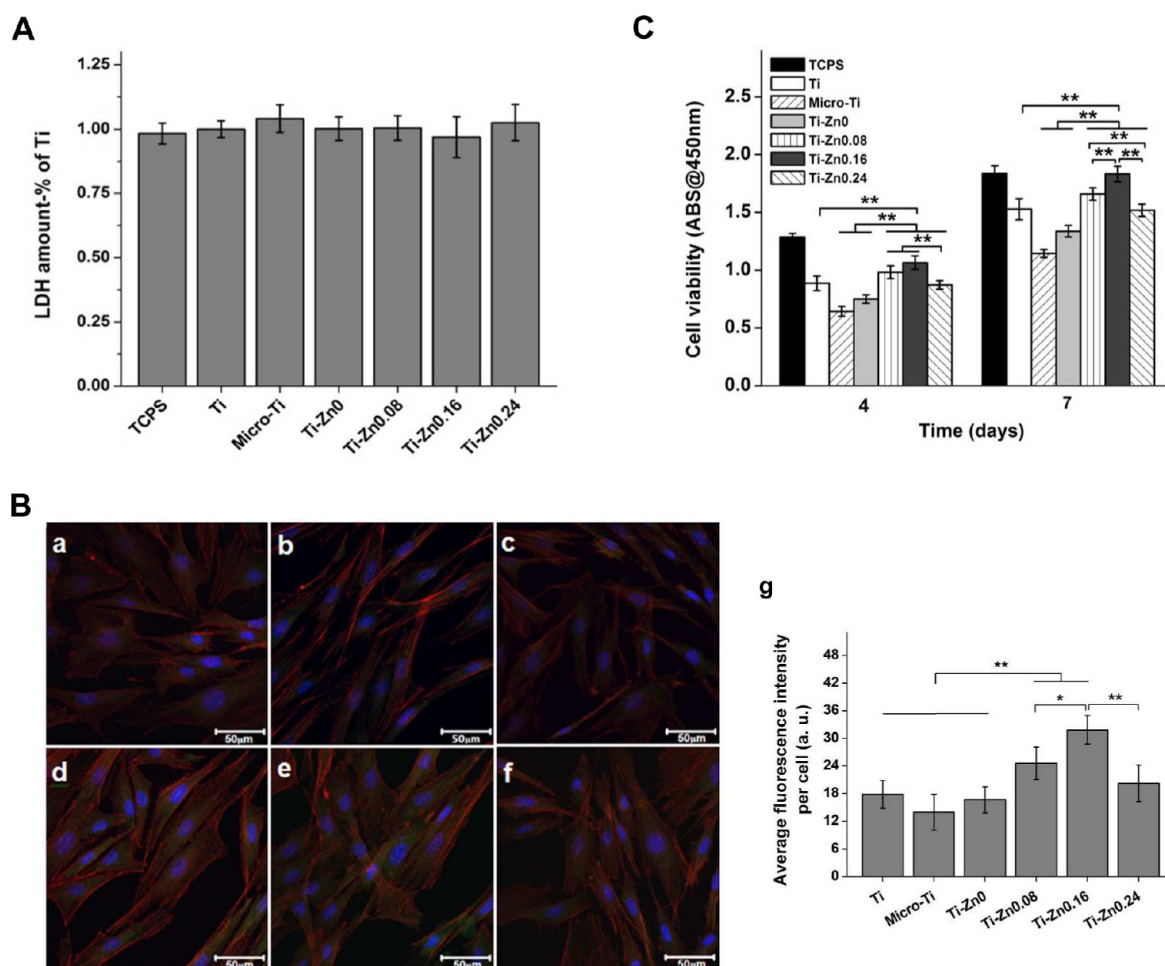 A
LDH amount-% of Ti
1.25
1.00
0.75
0.50
0.25
0.00
TCPS
Ti
Micro-Ti
Ti-Zn0
Ti-Zn0.08
Ti-Zn0.16
Ti-Zn0.24
C
Cell viability (ABS@450nm)
2.5
2.0
1.5
1.0
0.5
0.0
TCPS
Ti
Micro-Ti
Ti-Zn0
Ti-Zn0.08
Ti-Zn0.16
Ti-Zn0.24
**
**
**
**
**
**
** **
4 7
Time (days)
B
a
50μm
b
50μm
c
50μm
d
50μm
e
50μm
f
50μm
g
Average fluorescence intensity
per cell (a. u.)
48
42
36
30
24
18
12
6
0
**
* **
Ti
Micro-Ti
Ti-Zn0
Ti-Zn0.08
Ti-Zn0.16
Ti-Zn0.24